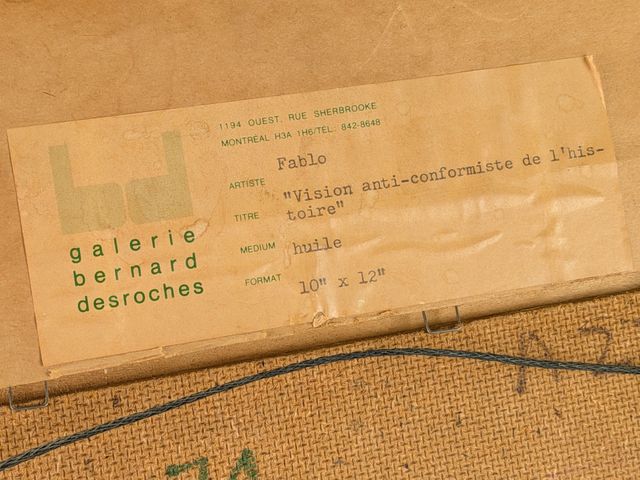 1194 OUEST, RUE SHERBROOKE
MONTRÉAL H3A 1H6/TÉL. 842-8648
bd
galerie
bernard
desroches
ARTISTE Fablo
TITRE "Vision anti-conformiste de l'his-
toire"
MEDIUM huile
FORMAT 10" x 12"